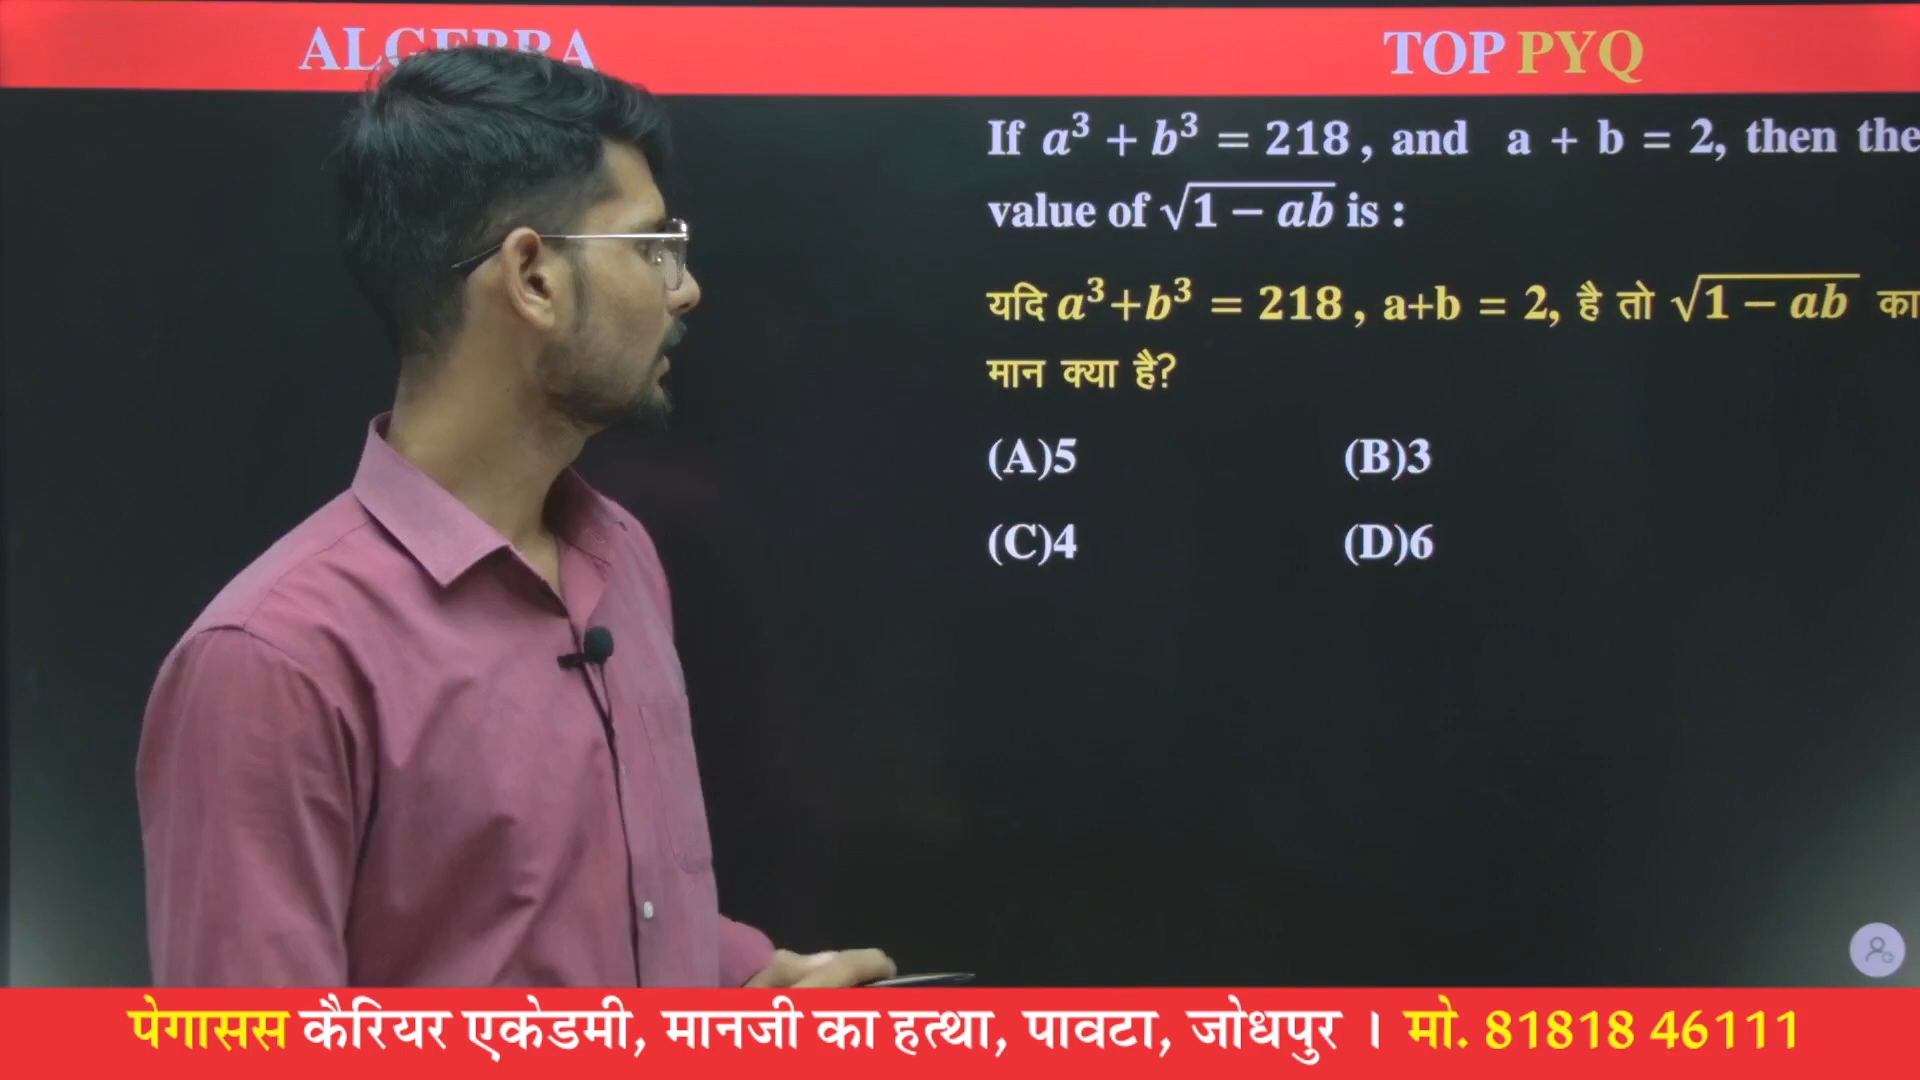 ALGEBRA
TOP PYQ
If a³ + b³ = 218 , and a + b = 2, then the
value of √1 − ab is :
यदि a³+b³ = 218 , a+b = 2, है तो √1 − ab का
मान क्या है?
(A)5 (B)3
(C)4 (D)6
पेगासस कैरियर एकेडमी, मानजी का हत्था, पावटा, जोधपुर । मो. 81818 46111